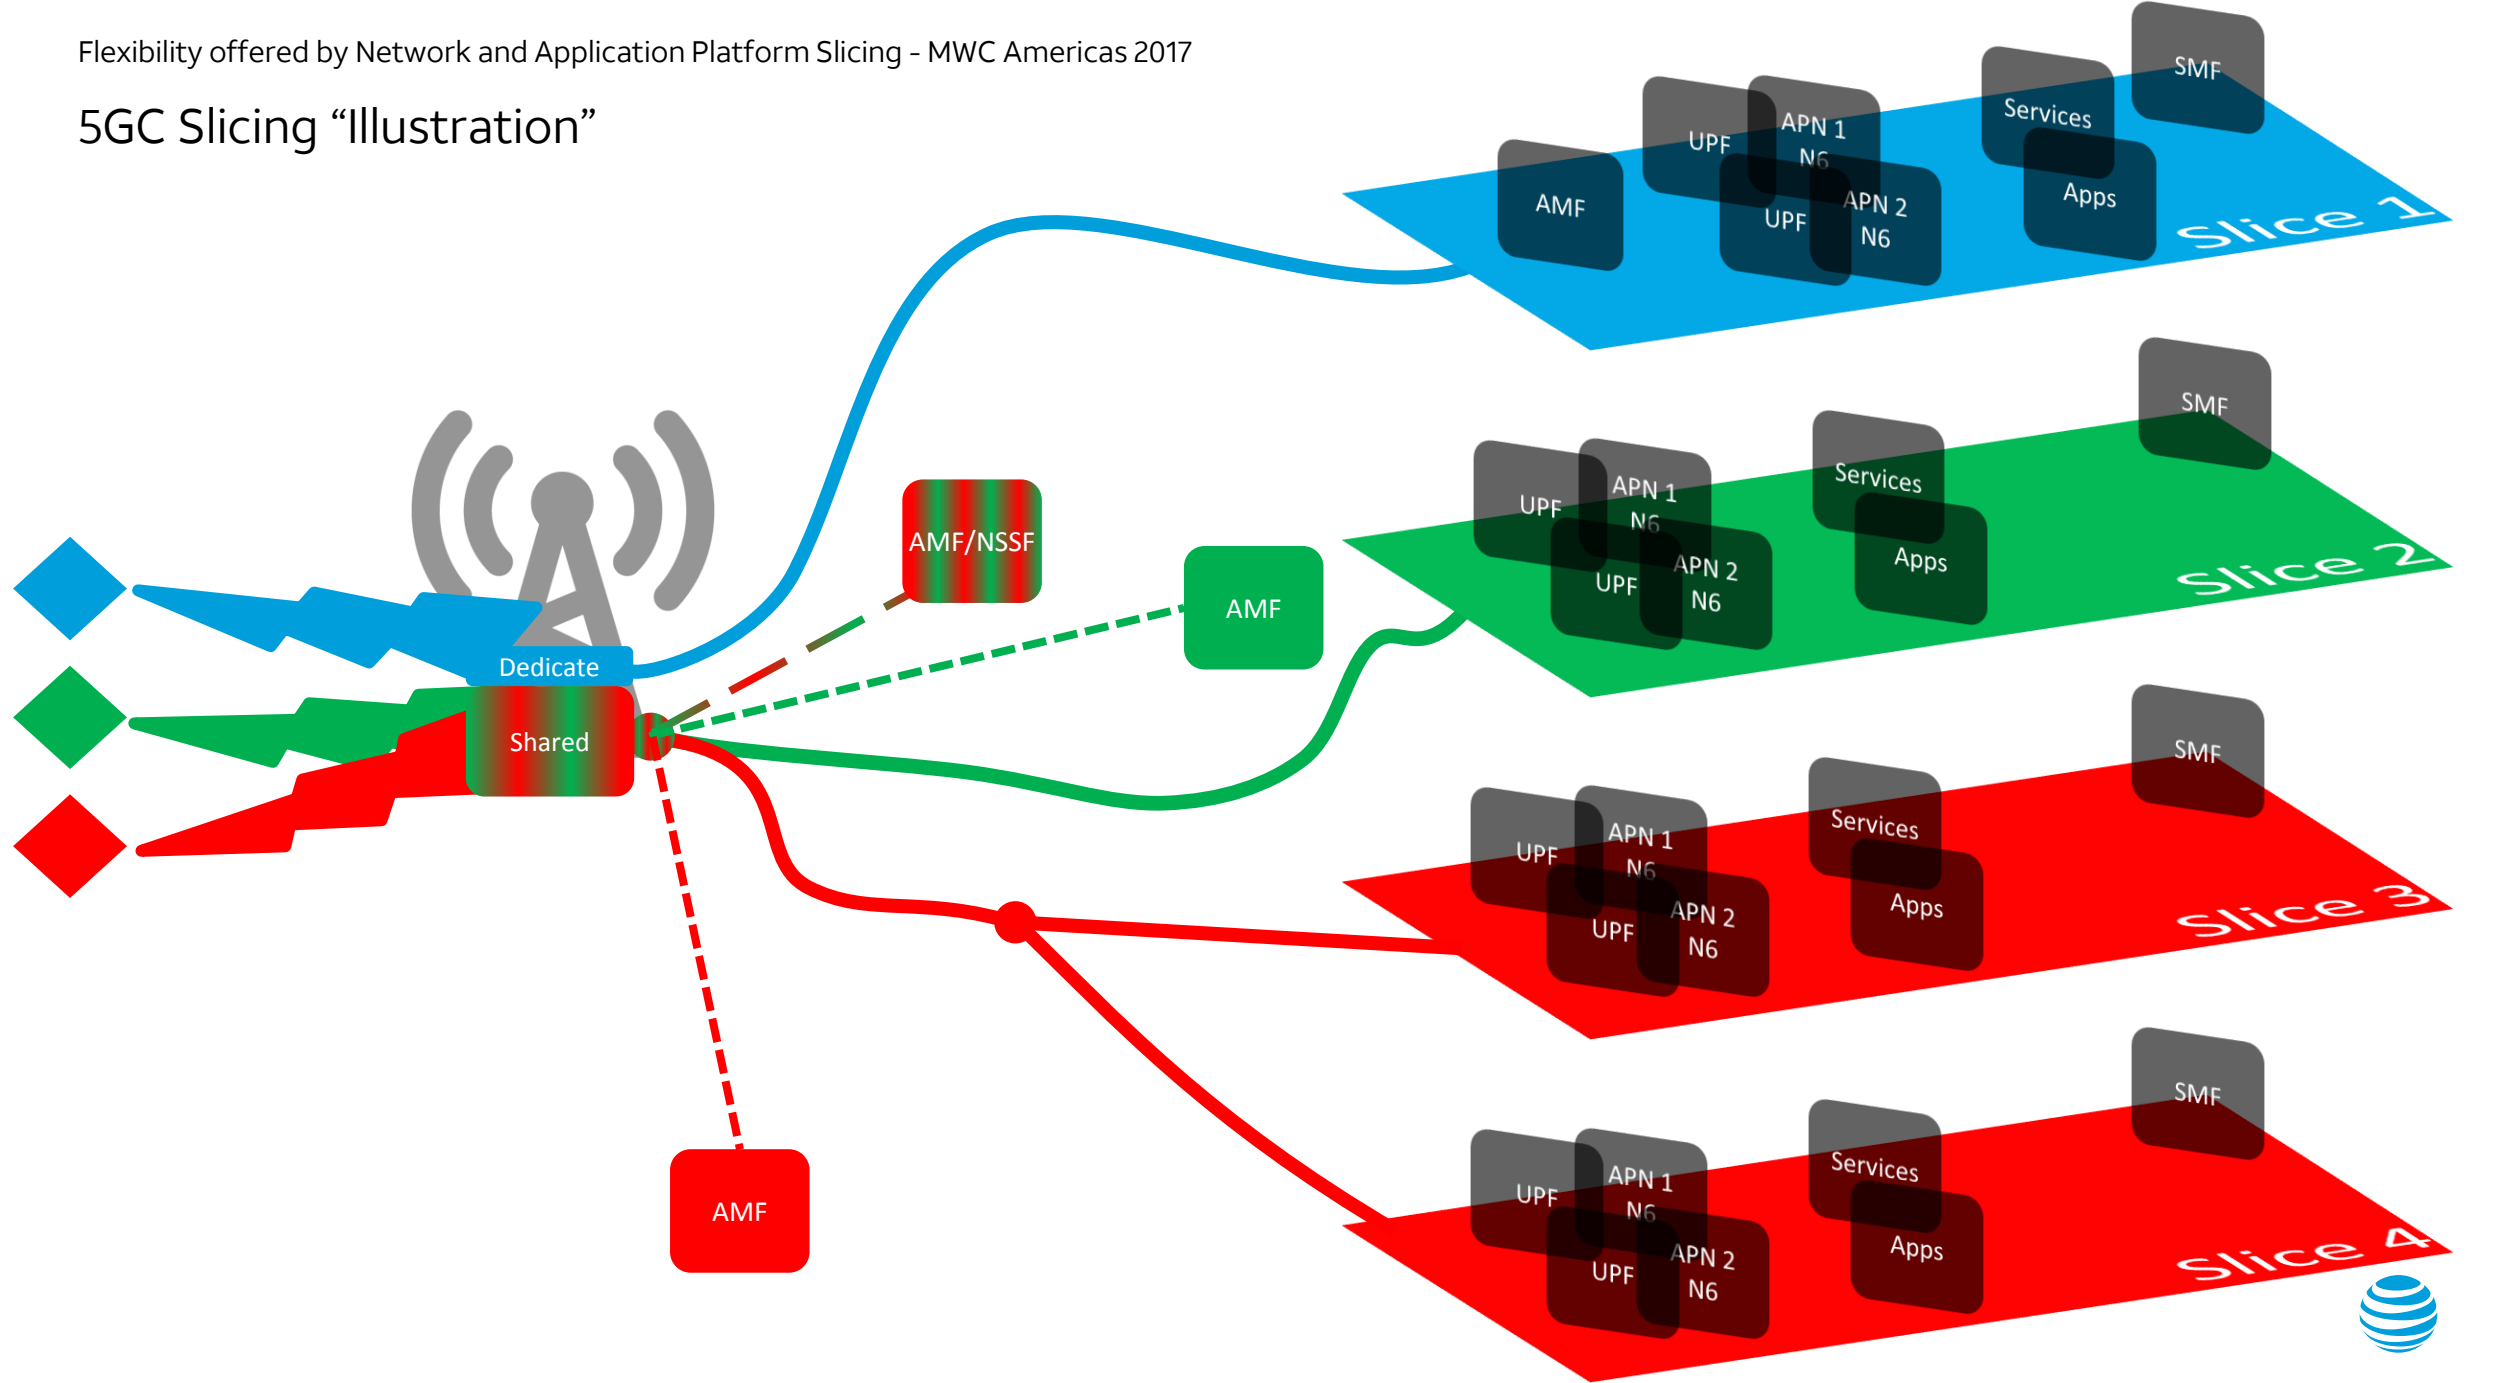 Flexibility offered by Network and Application Platform Slicing - MWC Americas 2017
5GC Slicing “Illustration”
SMF
Services
Apps
APN 1
N6
UPF
APN 2
N6
UPF
AMF
Slice 1
SMF
Services
Apps
APN 1
N6
UPF
APN 2
N6
UPF
Slice 2
AMF/NSSF
AMF
Dedicate
Shared
SMF
Services
Apps
APN 1
N6
UPF
APN 2
N6
UPF
Slice 3
SMF
Services
Apps
APN 1
N6
UPF
APN 2
N6
UPF
Slice 4
AMF